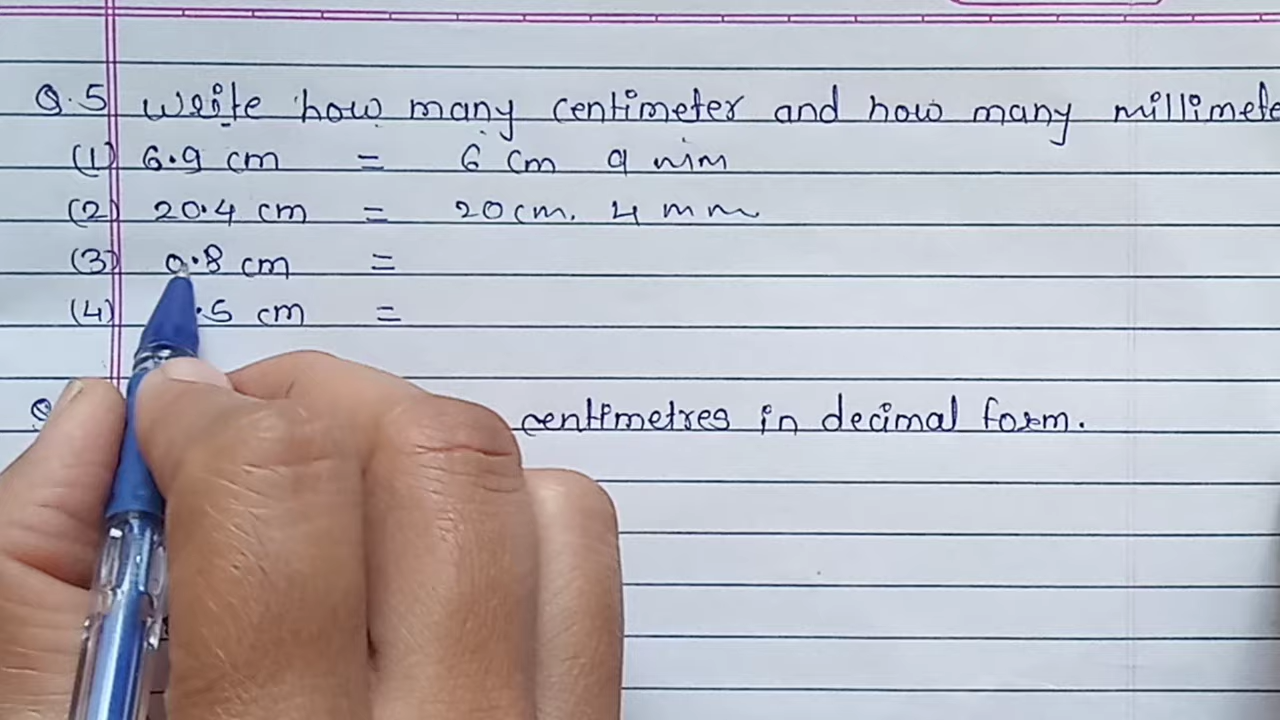 Q.5 Write how many centimeter and how many millimete
(1) 6.9 cm = 6 cm 9 mm
(2) 20.4 cm = 20 cm. 4 mm
(3) 0.8 cm =
(4) .5 cm =
centimetres in decimal form.